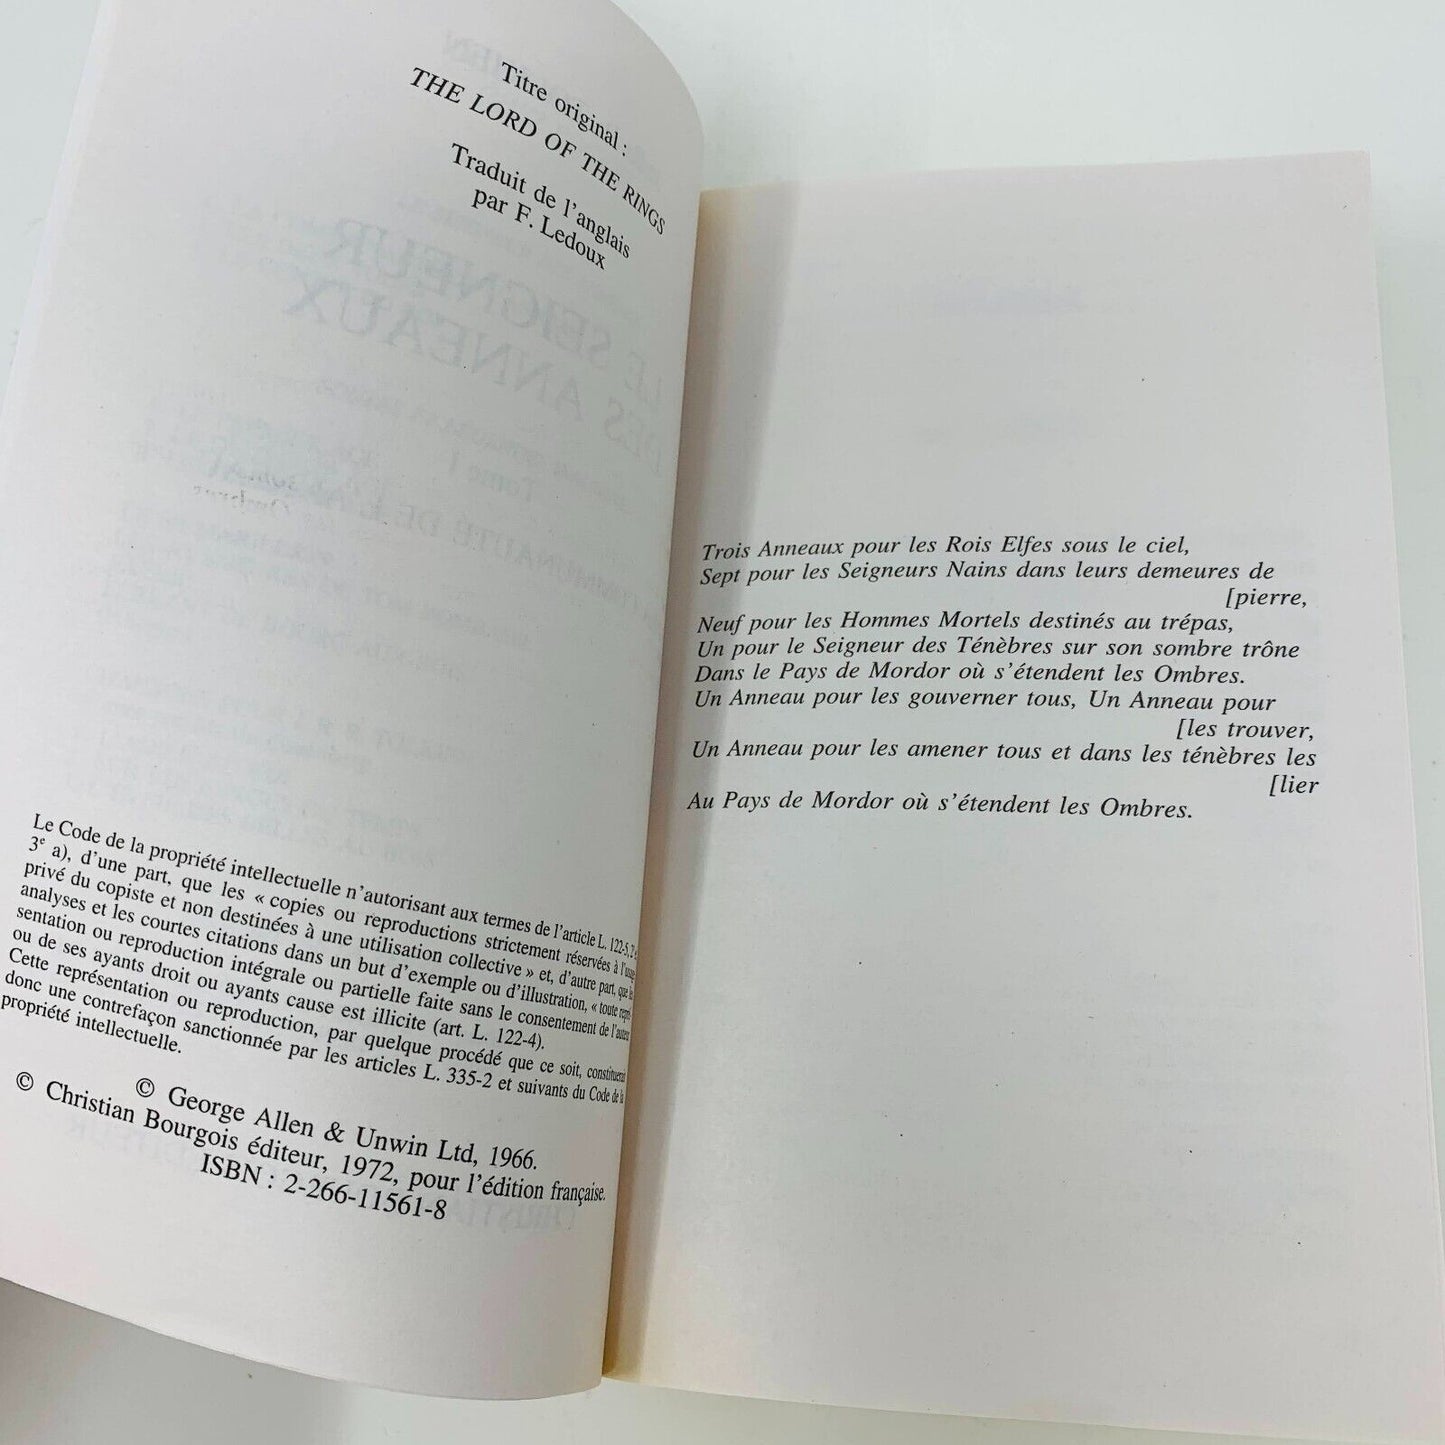 Titre original :
THE LORD OF THE RINGS
Traduit de l'anglais
par F. Ledoux
Le Code de la propriété intellectuelle n'autorisant aux termes de l'article L. 122-5, 2e
3e a), d'une part, que les « copies ou reproductions strictement réservées à l'usage
privé du copiste et non destinées à une utilisation collective » et, d'autre part, que les
analyses et les courtes citations dans un but d'exemple ou d'illustration, « toute repré-
sentation ou reproduction intégrale ou partielle faite sans le consentement de l'auteur
ou de ses ayants droit ou ayants cause est illicite (art. L. 122-4).
Cette représentation ou reproduction, par quelque procédé que ce soit, constituerait
donc une contrefaçon sanctionnée par les articles L. 335-2 et suivants du Code de la
propriété intellectuelle.
© George Allen & Unwin Ltd, 1966.
© Christian Bourgois éditeur, 1972, pour l'édition française.
ISBN : 2-266-11561-8
Trois Anneaux pour les Rois Elfes sous le ciel,
Sept pour les Seigneurs Nains dans leurs demeures de
[pierre,
Neuf pour les Hommes Mortels destinés au trépas,
Un pour le Seigneur des Ténèbres sur son sombre trône
Dans le Pays de Mordor où s'étendent les Ombres.
Un Anneau pour les gouverner tous, Un Anneau pour
[les trouver,
Un Anneau pour les amener tous et dans les ténèbres les
[lier
Au Pays de Mordor où s'étendent les Ombres.